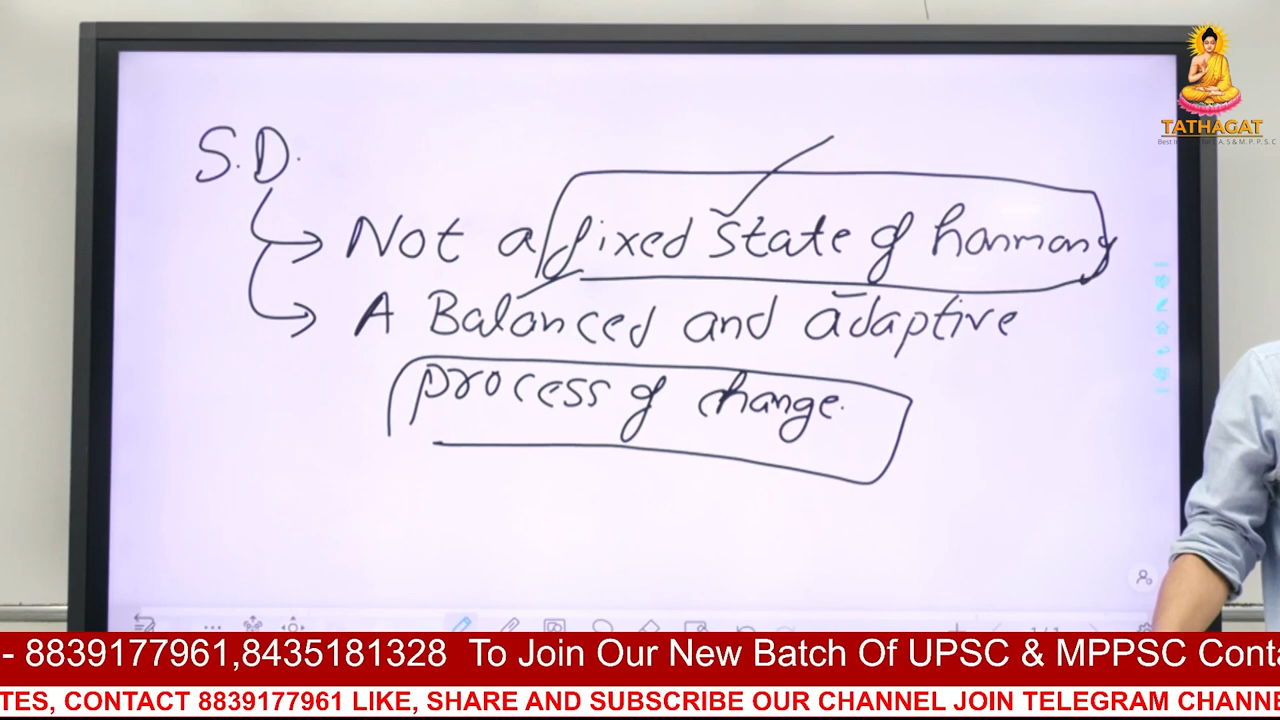 TATHAGAT
S.D.
Not a fixed state of harmony
A Balanced and adaptive
process of change.
- 8839177961,8435181328 To Join Our New Batch Of UPSC & MPPSC Conta
TES, CONTACT 8839177961 LIKE, SHARE AND SUBSCRIBE OUR CHANNEL JOIN TELEGRAM CHANNE